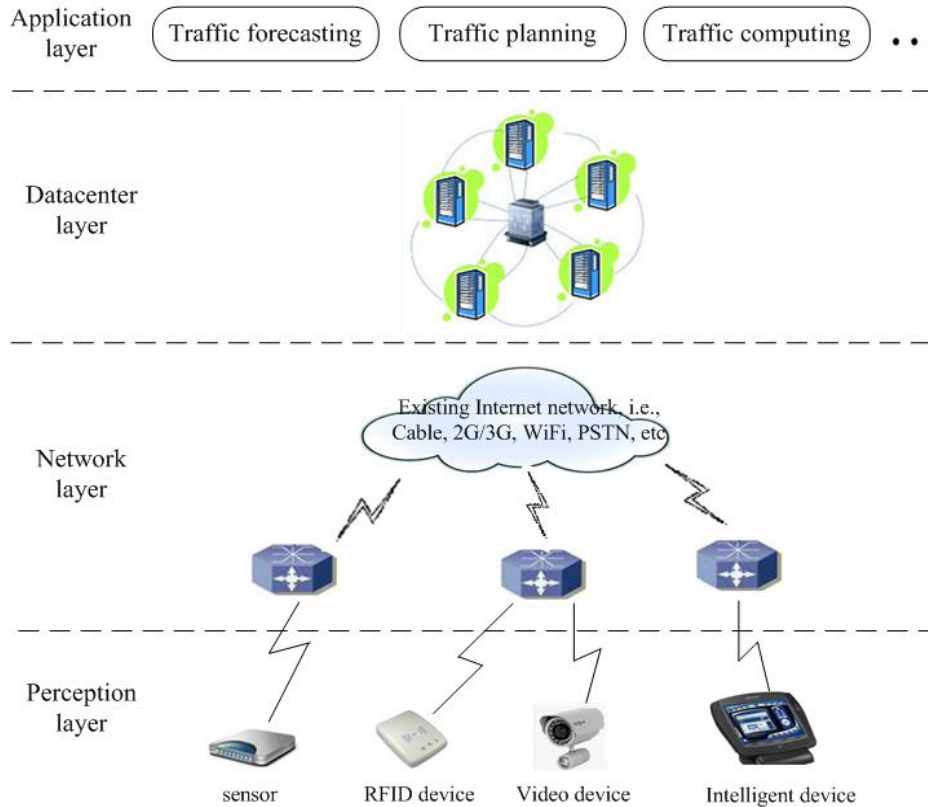 Application
layer
Traffic forecasting
Traffic planning
Traffic computing
Datacenter
layer
Existing Internet network, i.e.,
Cable, 2G/3G, WiFi, PSTN, etc
Network
layer
Perception
layer
sensor
RFID device
Video device
Intelligent device